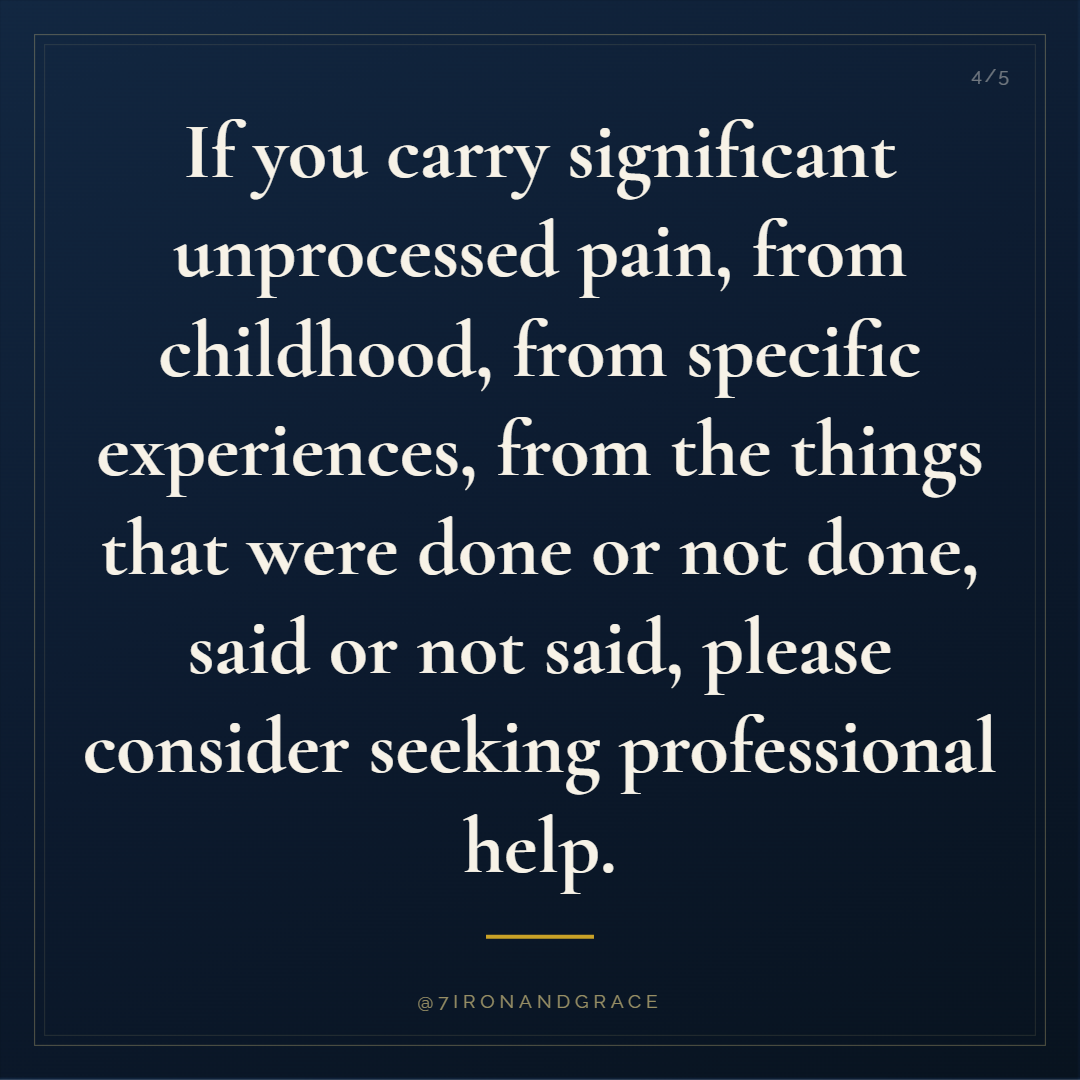 4/5
If you carry significant
unprocessed pain, from
childhood, from specific
experiences, from the things
that were done or not done,
said or not said, please
consider seeking professional
help.
@7IRONANDGRACE